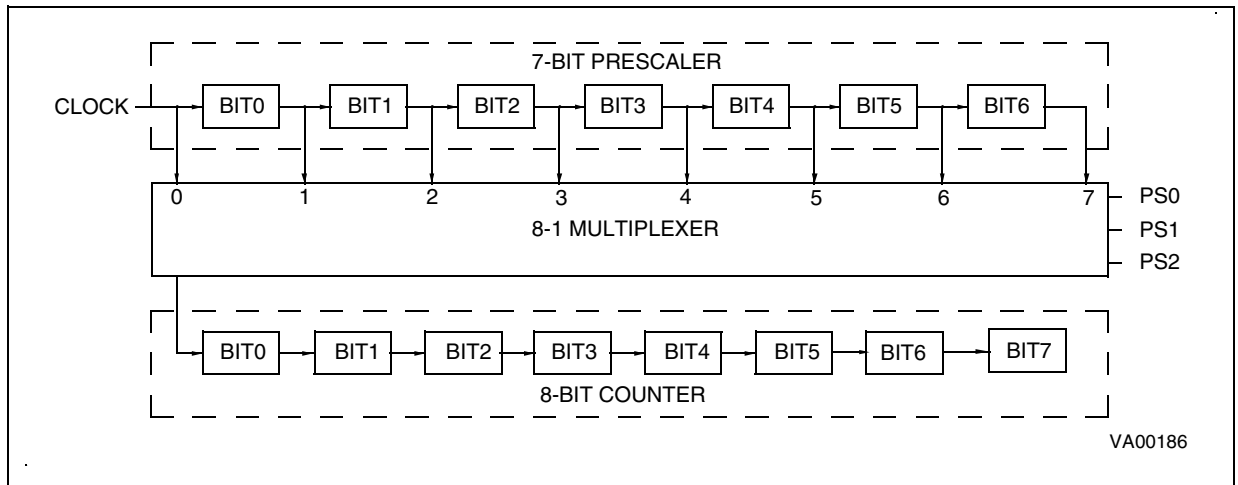 7-BIT PRESCALER
CLOCK BIT0 BIT1 BIT2 BIT3 BIT4 BIT5 BIT6
0 1 2 3 4 5 6 7 PS0
8-1 MULTIPLEXER PS1
PS2
BIT0 BIT1 BIT2 BIT3 BIT4 BIT5 BIT6 BIT7
8-BIT COUNTER
VA00186